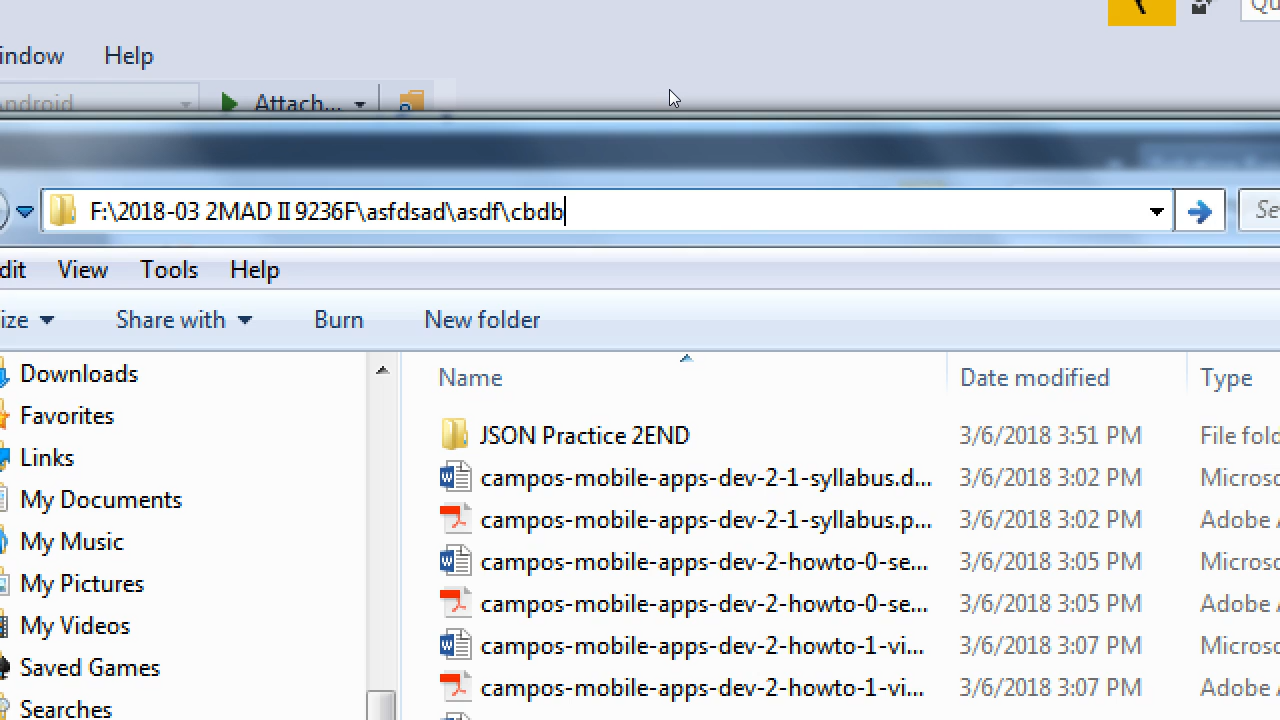 Qu
indow Help
Android Attach...
F:\2018-03 2MAD II 9236F\asfdsad\asdf\cbdb
Se
dit View Tools Help
ize Share with Burn New folder
Downloads
Favorites
Links
My Documents
My Music
My Pictures
My Videos
Saved Games
Searches
Name Date modified Type
JSON Practice 2END 3/6/2018 3:51 PM File fold
campos-mobile-apps-dev-2-1-syllabus.d... 3/6/2018 3:02 PM Microso
campos-mobile-apps-dev-2-1-syllabus.p... 3/6/2018 3:02 PM Adobe A
campos-mobile-apps-dev-2-howto-0-se... 3/6/2018 3:05 PM Microso
campos-mobile-apps-dev-2-howto-0-se... 3/6/2018 3:05 PM Adobe A
campos-mobile-apps-dev-2-howto-1-vi... 3/6/2018 3:07 PM Microso
campos-mobile-apps-dev-2-howto-1-vi... 3/6/2018 3:07 PM Adobe A